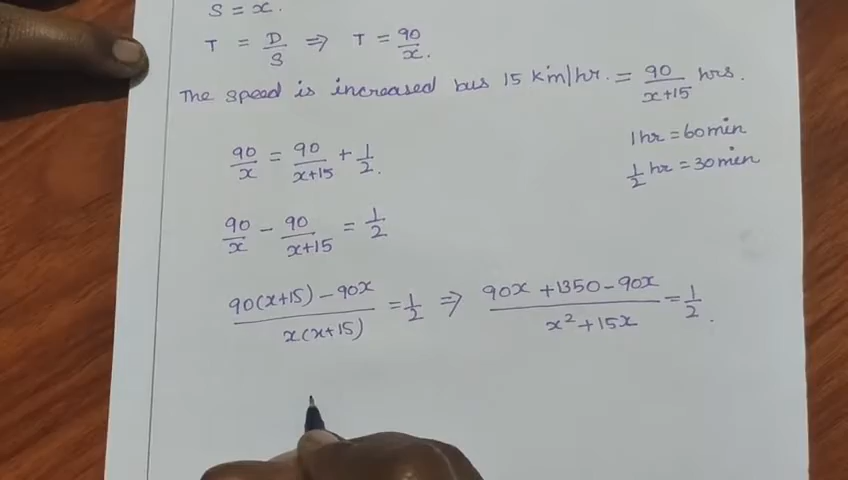 S = x.
T = D/S ⇒ T = 90/x.
The speed is increased bus 15 km/hr. = 90/x+15 hrs.
1hr = 60min
90/x = 90/x+15 + 1/2.
1/2 hr = 30min
90/x - 90/x+15 = 1/2
90(x+15) - 90x / x(x+15) = 1/2 ⇒ 90x + 1350 - 90x / x² + 15x = 1/2.